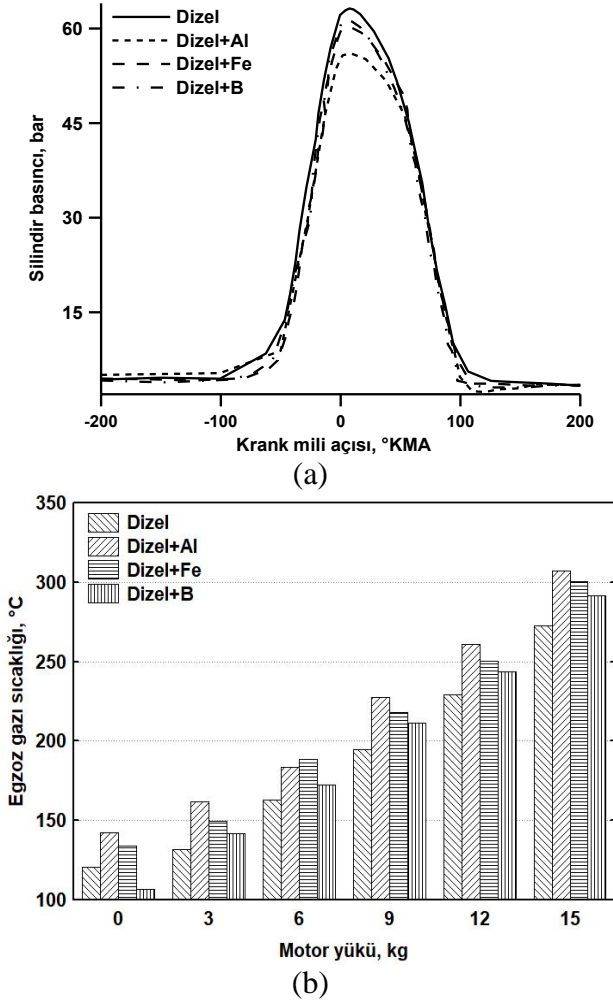 Dizel
Dizel+Al
Dizel+Fe
Dizel+B
60
45
30
15
Silindir basıncı, bar
-200 -100 0 100 200
Krank mili açısı, °KMA
(a)
350
300
250
200
150
100
Egzoz gazı sıcaklığı, °C
Dizel
Dizel+Al
Dizel+Fe
Dizel+B
0 3 6 9 12 15
Motor yükü, kg
(b)